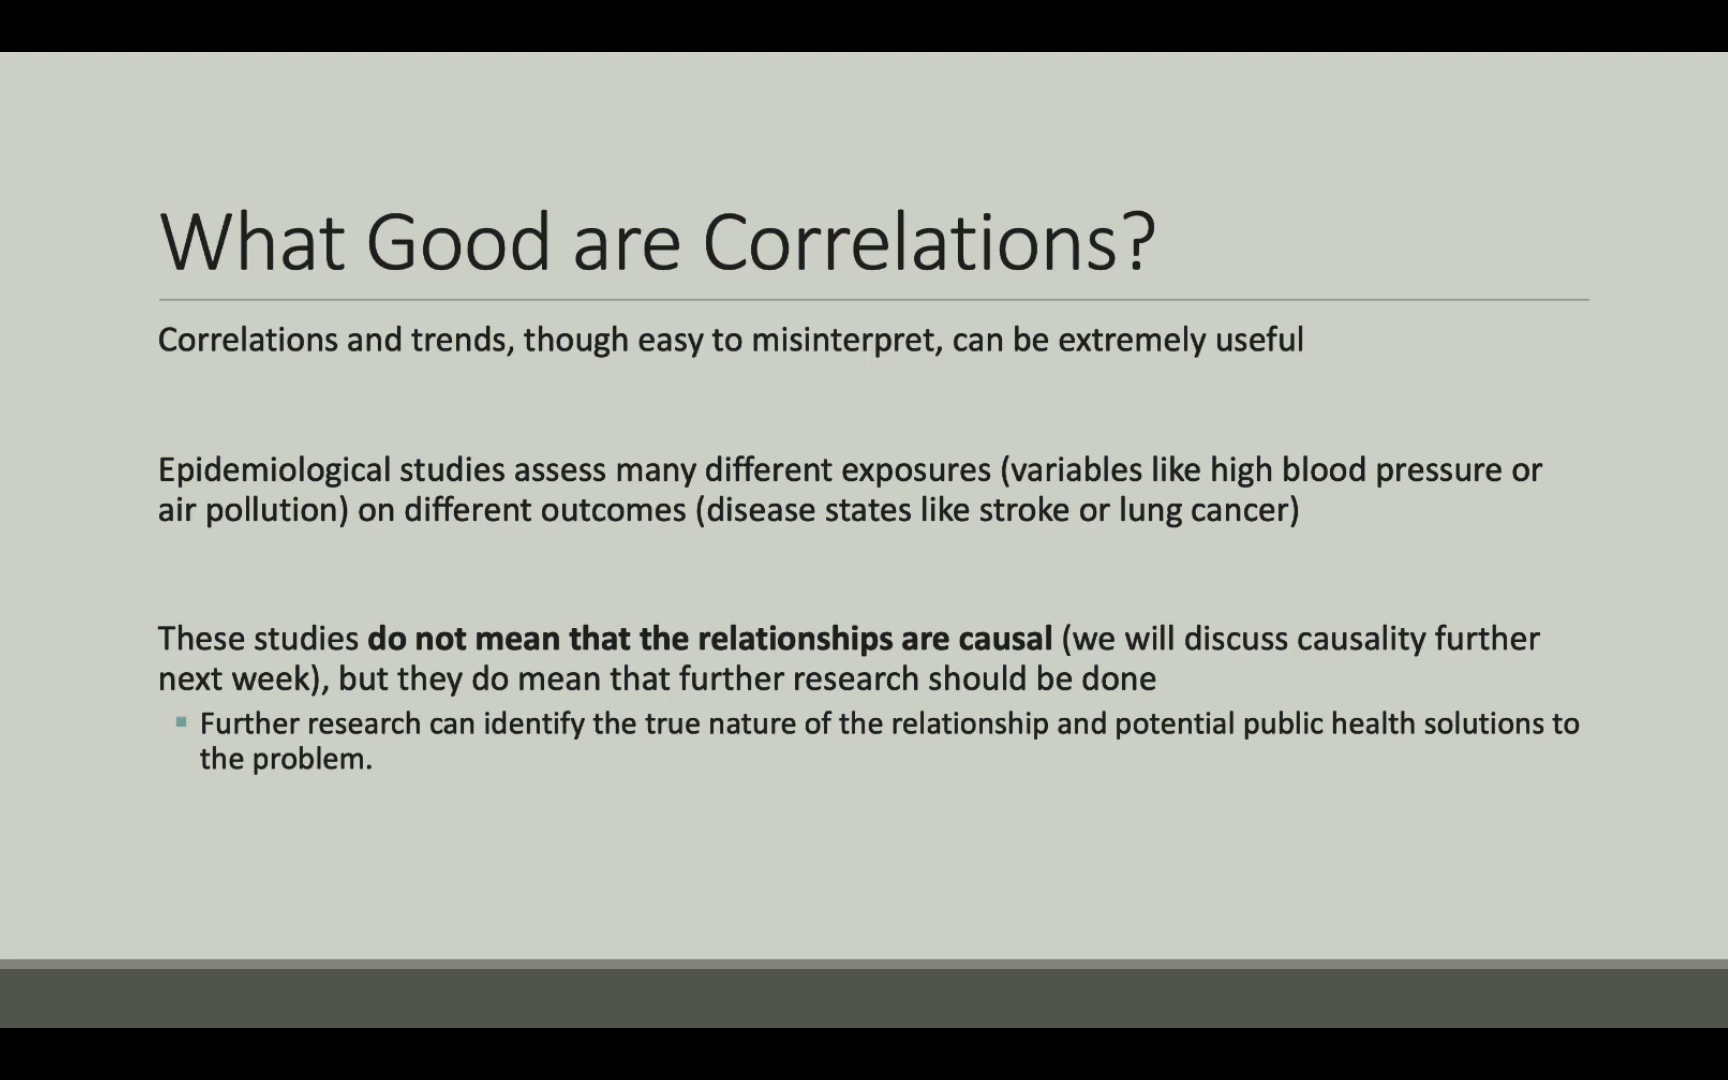 What Good are Correlations?
Correlations and trends, though easy to misinterpret, can be extremely useful
Epidemiological studies assess many different exposures (variables like high blood pressure or
air pollution) on different outcomes (disease states like stroke or lung cancer)
These studies do not mean that the relationships are causal (we will discuss causality further
next week), but they do mean that further research should be done
Further research can identify the true nature of the relationship and potential public health solutions to
the problem.